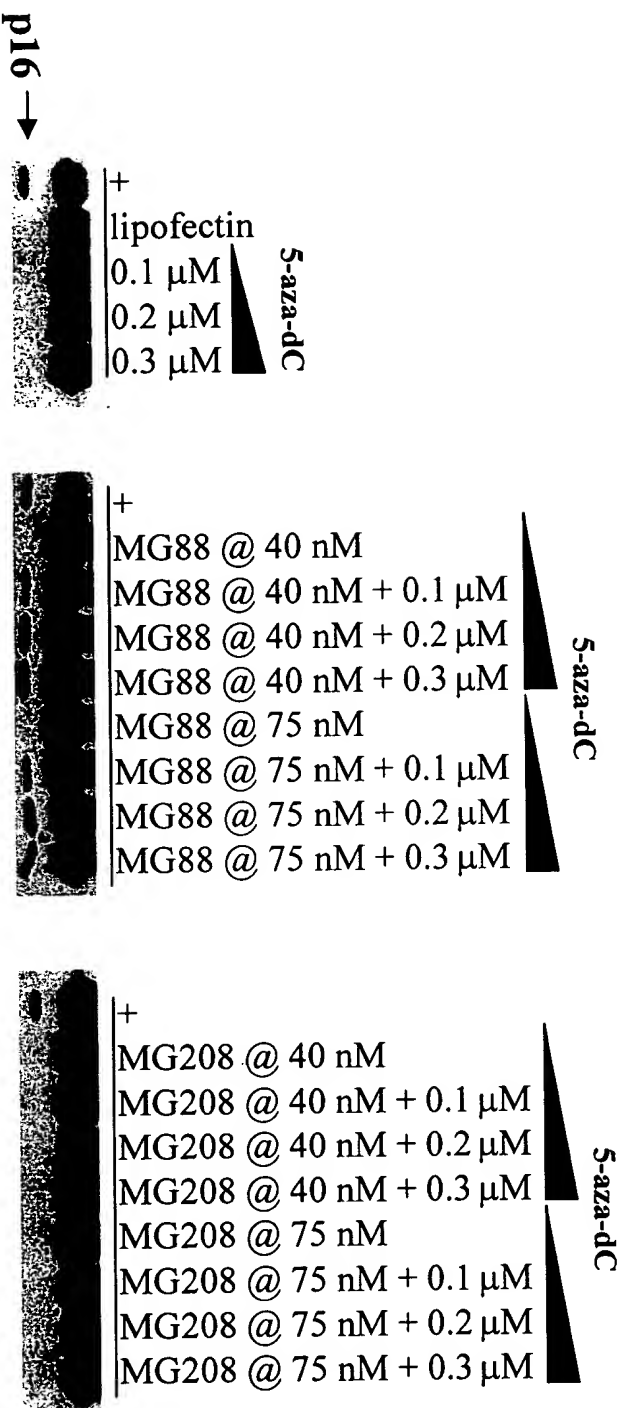 p16 →
+
lipofectin
0.1 μM
0.2 μM
0.3 μM
5-aza-dC
+
MG88 @ 40 nM
MG88 @ 40 nM + 0.1 μM
MG88 @ 40 nM + 0.2 μM
MG88 @ 40 nM + 0.3 μM
MG88 @ 75 nM
MG88 @ 75 nM + 0.1 μM
MG88 @ 75 nM + 0.2 μM
MG88 @ 75 nM + 0.3 μM
5-aza-dC
+
MG208 @ 40 nM
MG208 @ 40 nM + 0.1 μM
MG208 @ 40 nM + 0.2 μM
MG208 @ 40 nM + 0.3 μM
MG208 @ 75 nM
MG208 @ 75 nM + 0.1 μM
MG208 @ 75 nM + 0.2 μM
MG208 @ 75 nM + 0.3 μM
5-aza-dC